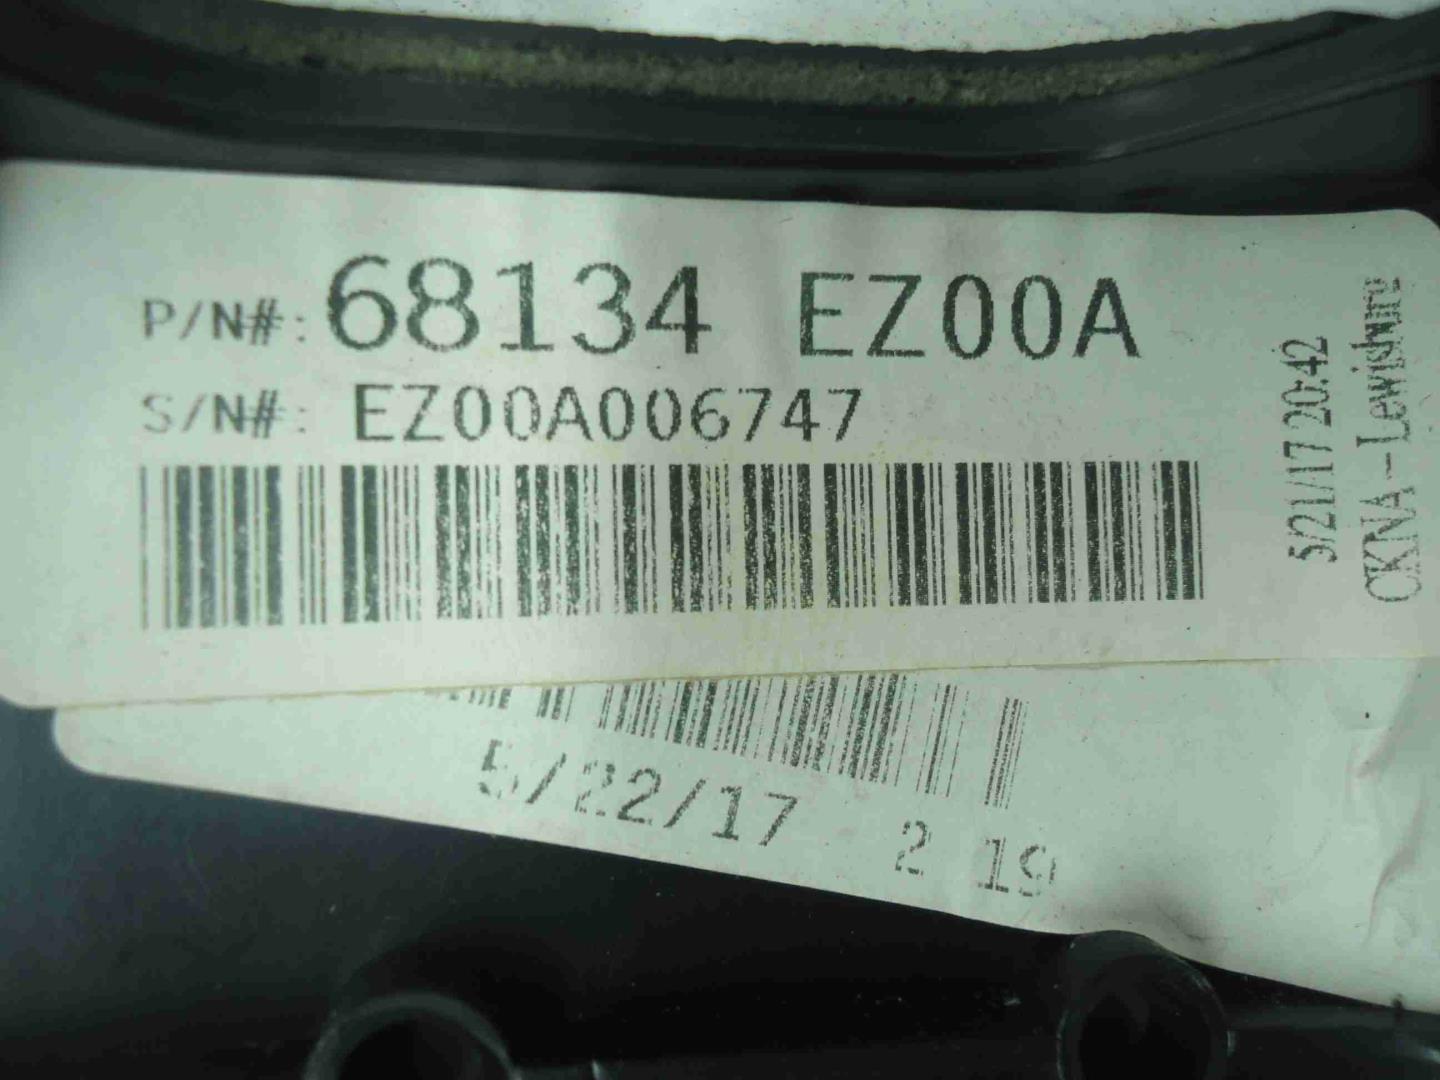 P/N#: 68134 EZ00A
S/N#: EZ00A006747
5/21/17 20:42
CKNA-Lewisburg
5/22/17 2 19